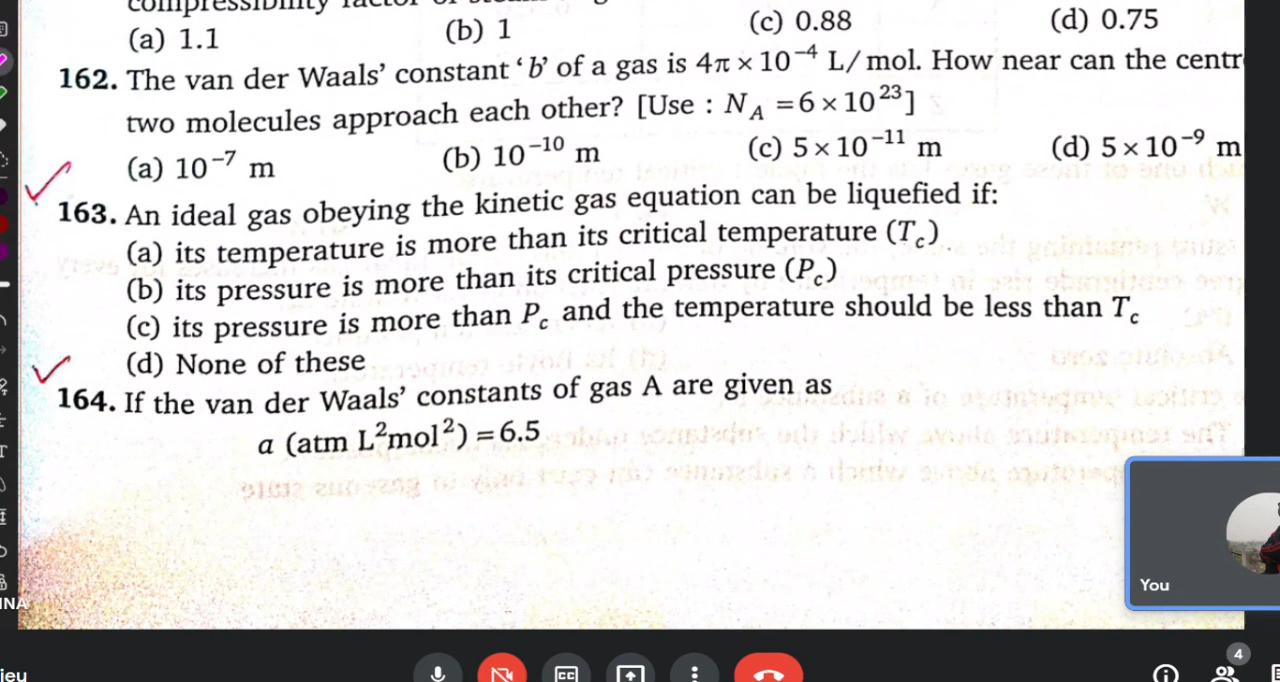 (a) 1.1 (b) 1 (c) 0.88 (d) 0.75
162. The van der Waals’ constant ‘b’ of a gas is 4π × 10⁻⁴ L/mol. How near can the centr
two molecules approach each other? [Use : N_A = 6 × 10²³]
(a) 10⁻⁷ m (b) 10⁻¹⁰ m (c) 5 × 10⁻¹¹ m (d) 5 × 10⁻⁹ m
163. An ideal gas obeying the kinetic gas equation can be liquefied if:
(a) its temperature is more than its critical temperature (T_c)
(b) its pressure is more than its critical pressure (P_c)
(c) its pressure is more than P_c and the temperature should be less than T_c
(d) None of these
164. If the van der Waals’ constants of gas A are given as
a (atm L²mol²) = 6.5
You
4
CC